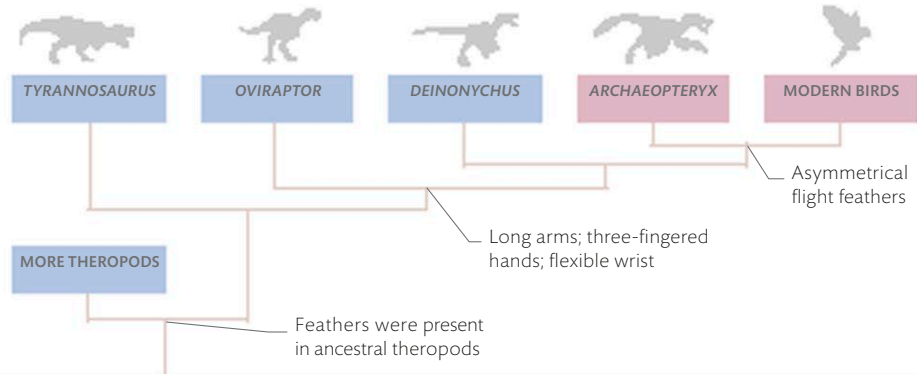 TYRANNOSAURUS
OVIRAPTOR
DEINONYCHUS
ARCHAEOPTERYX
MODERN BIRDS
Asymmetrical
flight feathers
Long arms; three-fingered
hands; flexible wrist
MORE THEROPODS
Feathers were present
in ancestral theropods